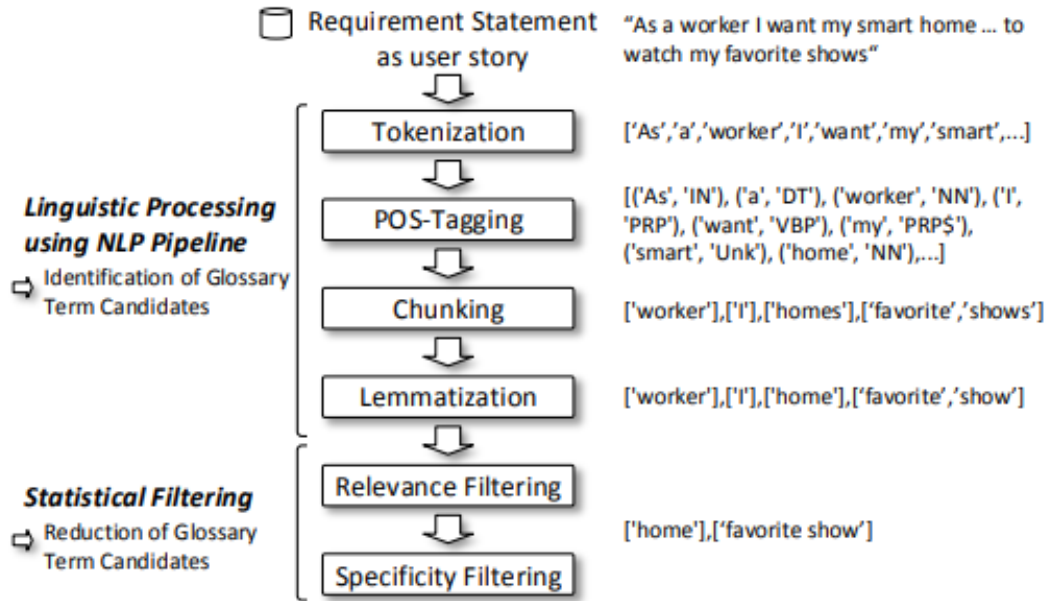 Requirement Statement
as user story
“As a worker I want my smart home ... to
watch my favorite shows“
Tokenization
[‘As’,’a’,’worker’,’I’,’want’,’my’,’smart’,...]
Linguistic Processing
using NLP Pipeline
Identification of Glossary
Term Candidates
POS-Tagging
[('As', 'IN'), ('a', 'DT'), ('worker', 'NN'), ('I',
'PRP'), ('want', 'VBP'), ('my', 'PRP$'),
('smart', 'Unk'), ('home', 'NN'),...]
Chunking
['worker'],['I'],['homes'],[‘favorite’,’shows’]
Lemmatization
['worker'],['I'],['home'],[‘favorite’,’show’]
Statistical Filtering
Reduction of Glossary
Term Candidates
Relevance Filtering
['home'],[‘favorite show’]
Specificity Filtering